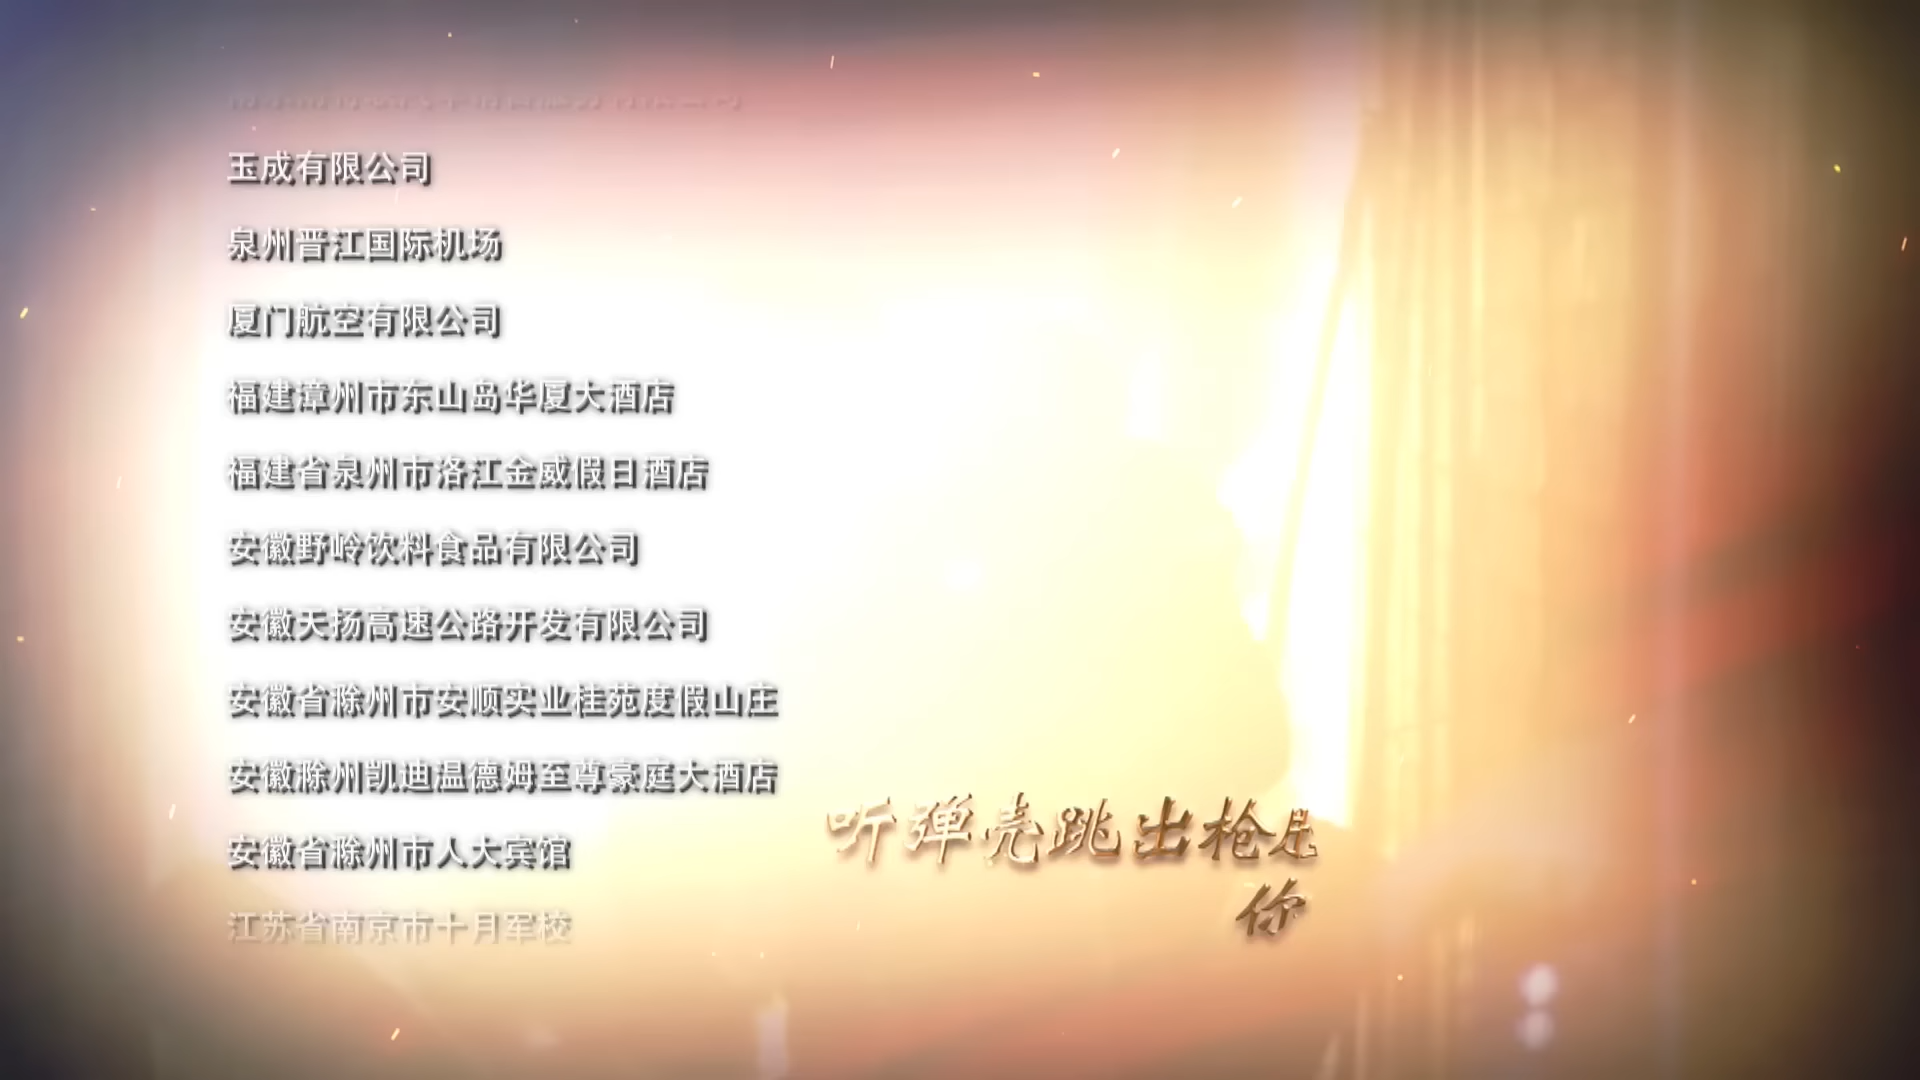 玉成有限公司
泉州晋江国际机场
厦门航空有限公司
福建漳州市东山岛华厦大酒店
福建省泉州市洛江金威假日酒店
安徽野岭饮料食品有限公司
安徽天扬高速公路开发有限公司
安徽省滁州市安顺实业桂苑度假山庄
安徽滁州凯迪温德姆至尊豪庭大酒店
安徽省滁州市人大宾馆
江苏省南京市十月军校
听弹壳跳出枪
你